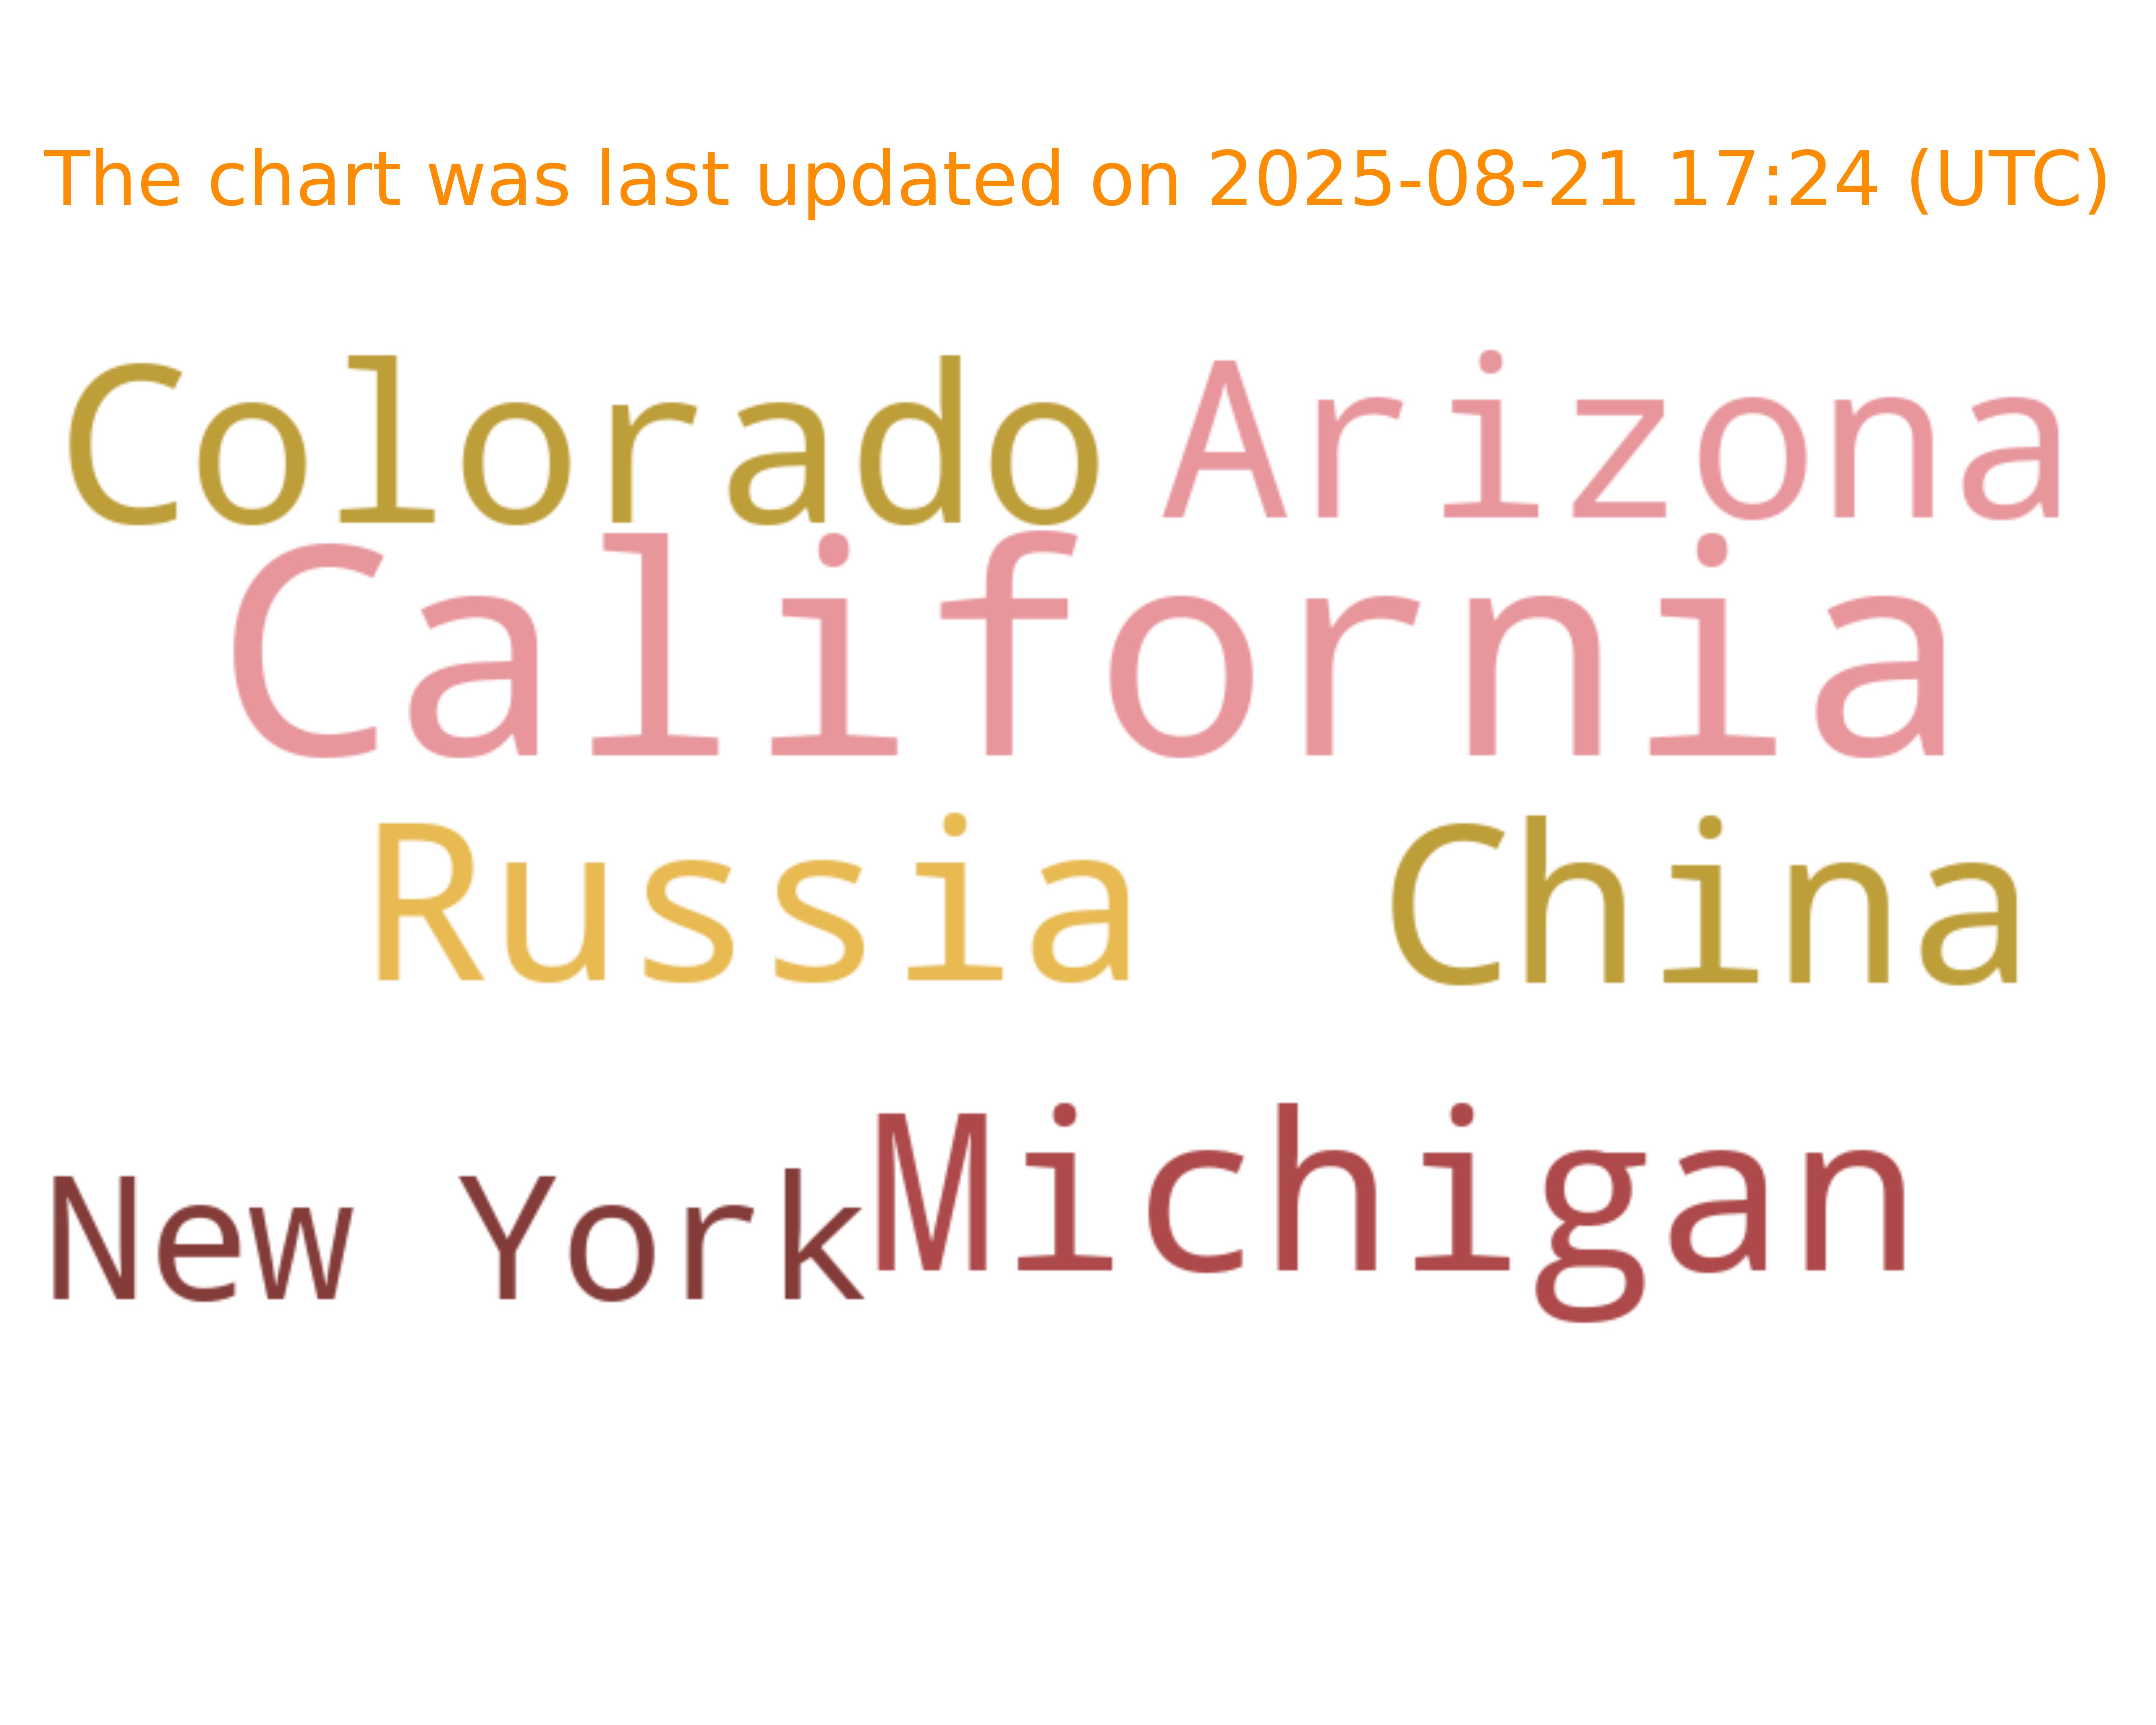 The chart was last updated on 2025-08-21 17:24 (UTC)
Colorado Arizona
California
Russia China
New York Michigan